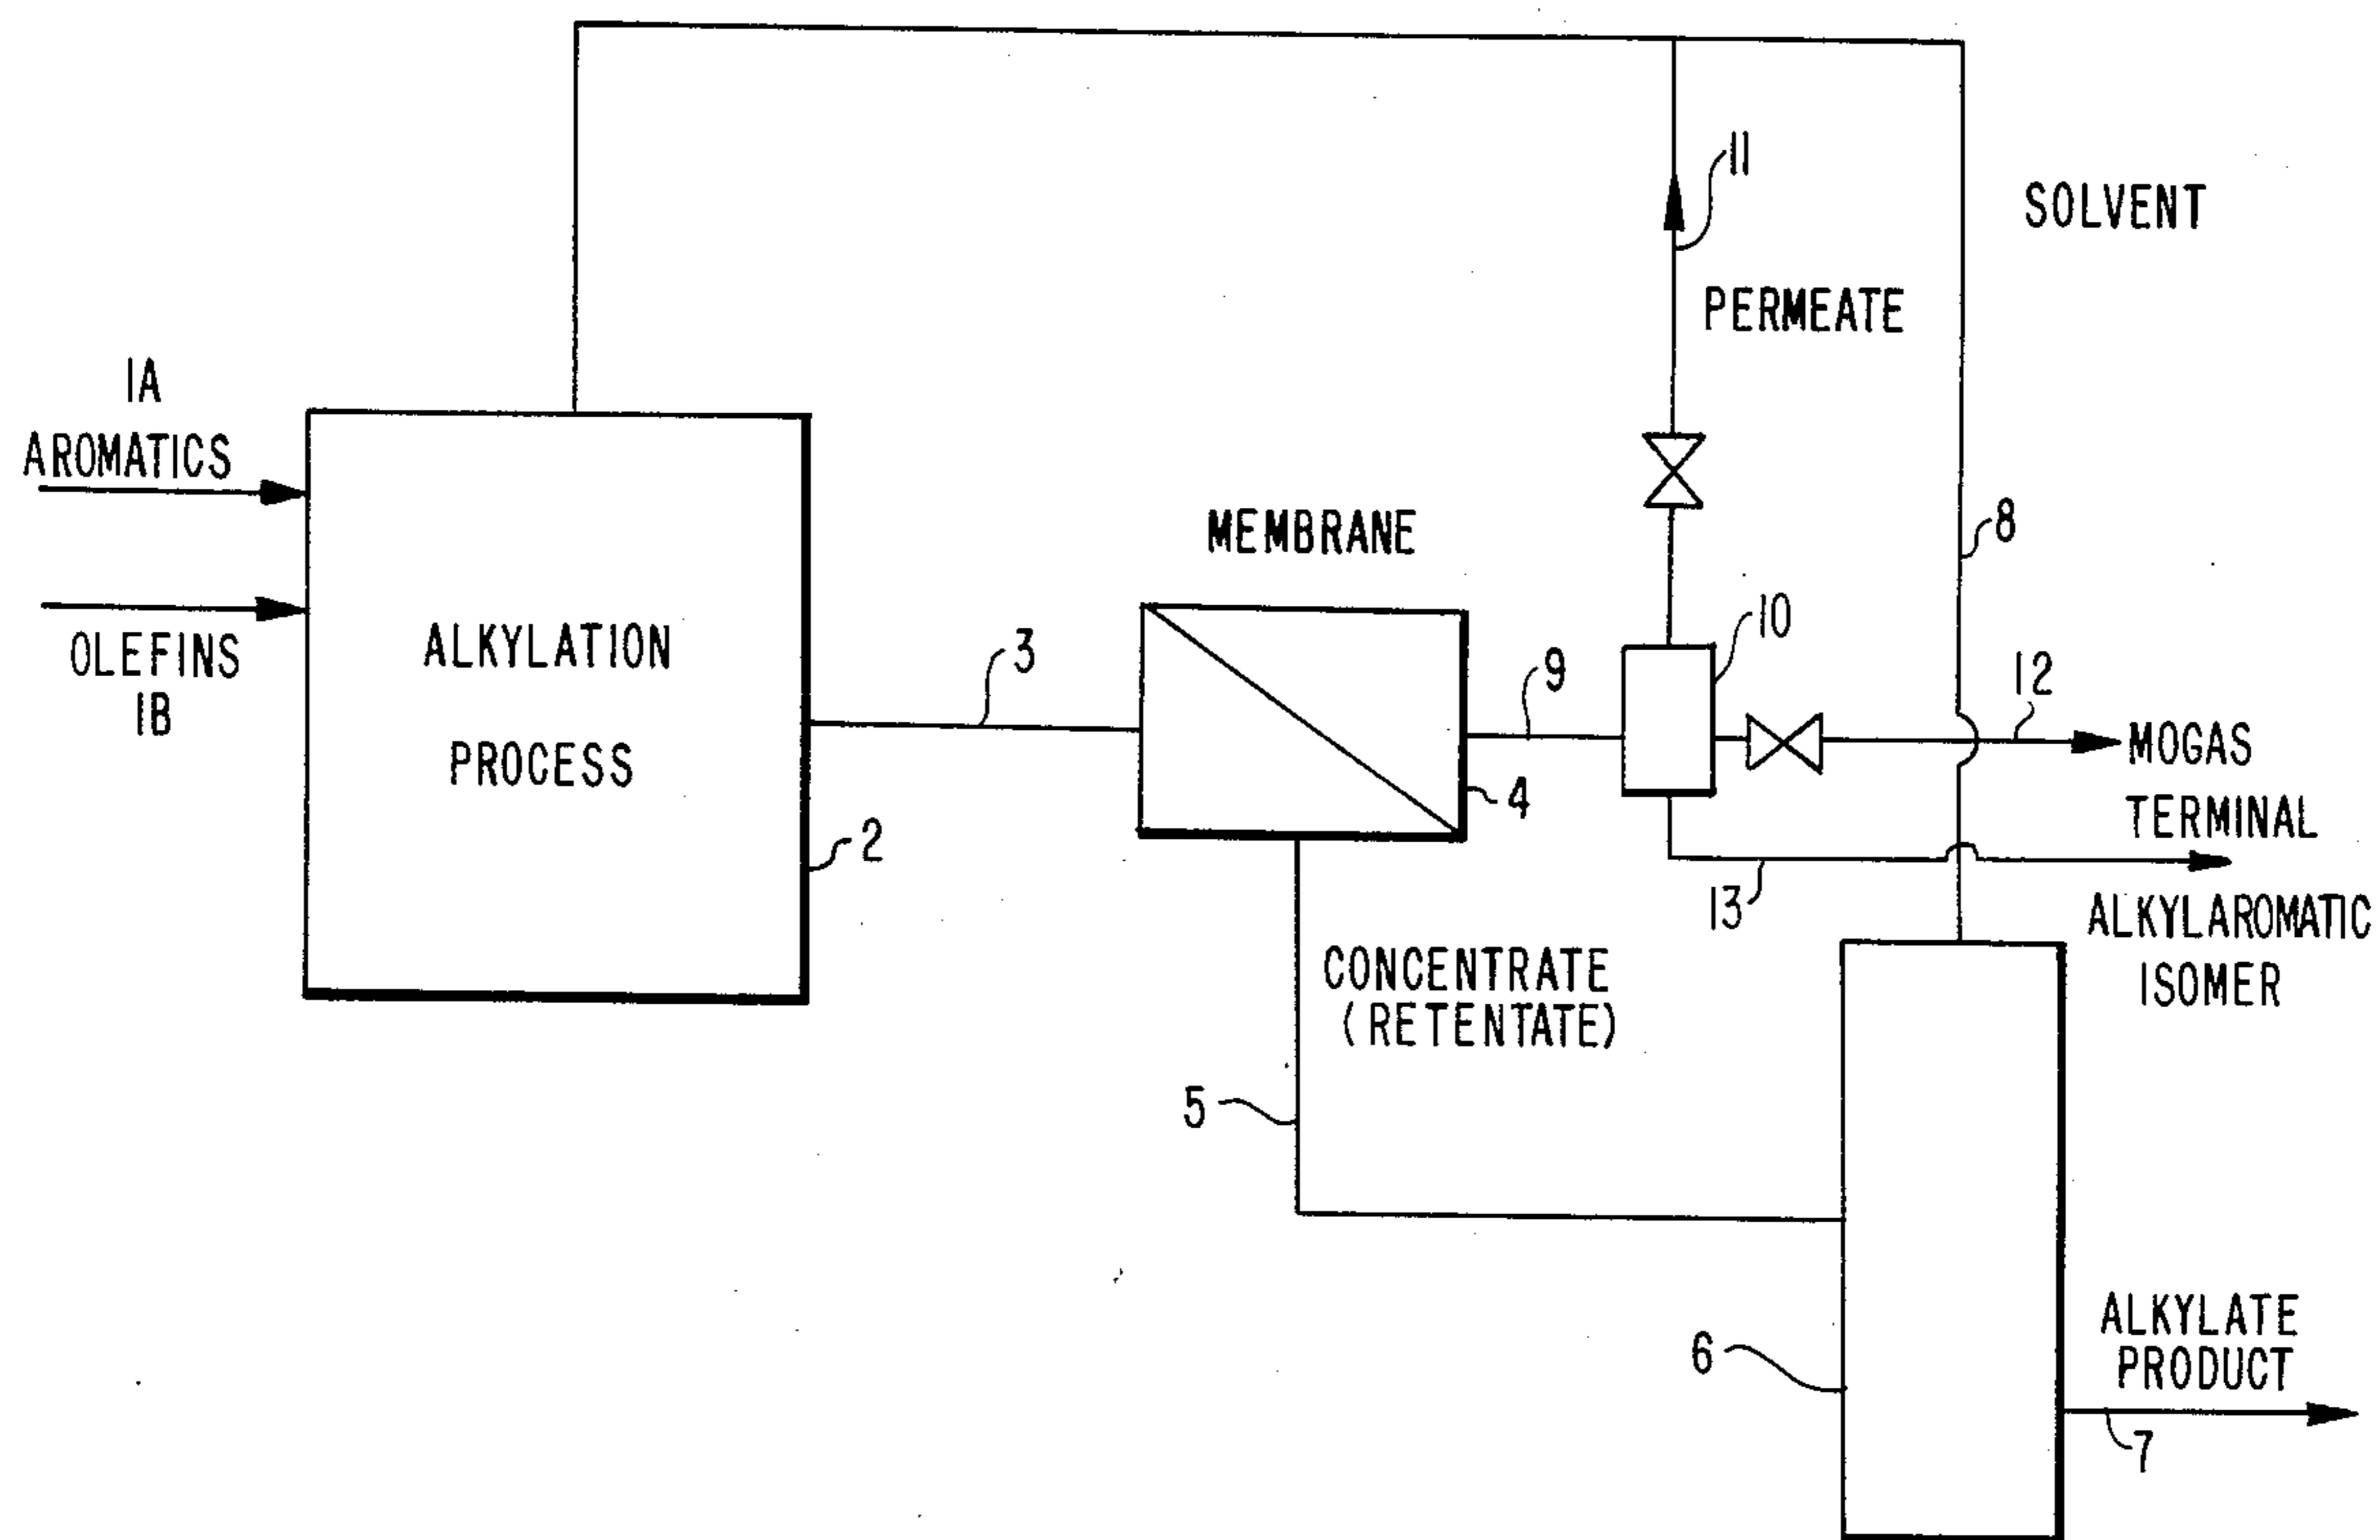 11
SOLVENT
PERMEATE
1A
AROMATICS
8
MEMBRANE
10
OLEFINS
1B
ALKYLATION
PROCESS
3
9
12
MOGAS
TERMINAL
4
2
13
ALKYLAROMATIC
ISOMER
CONCENTRATE
(RETENTATE)
5
6
ALKYLATE
PRODUCT
7